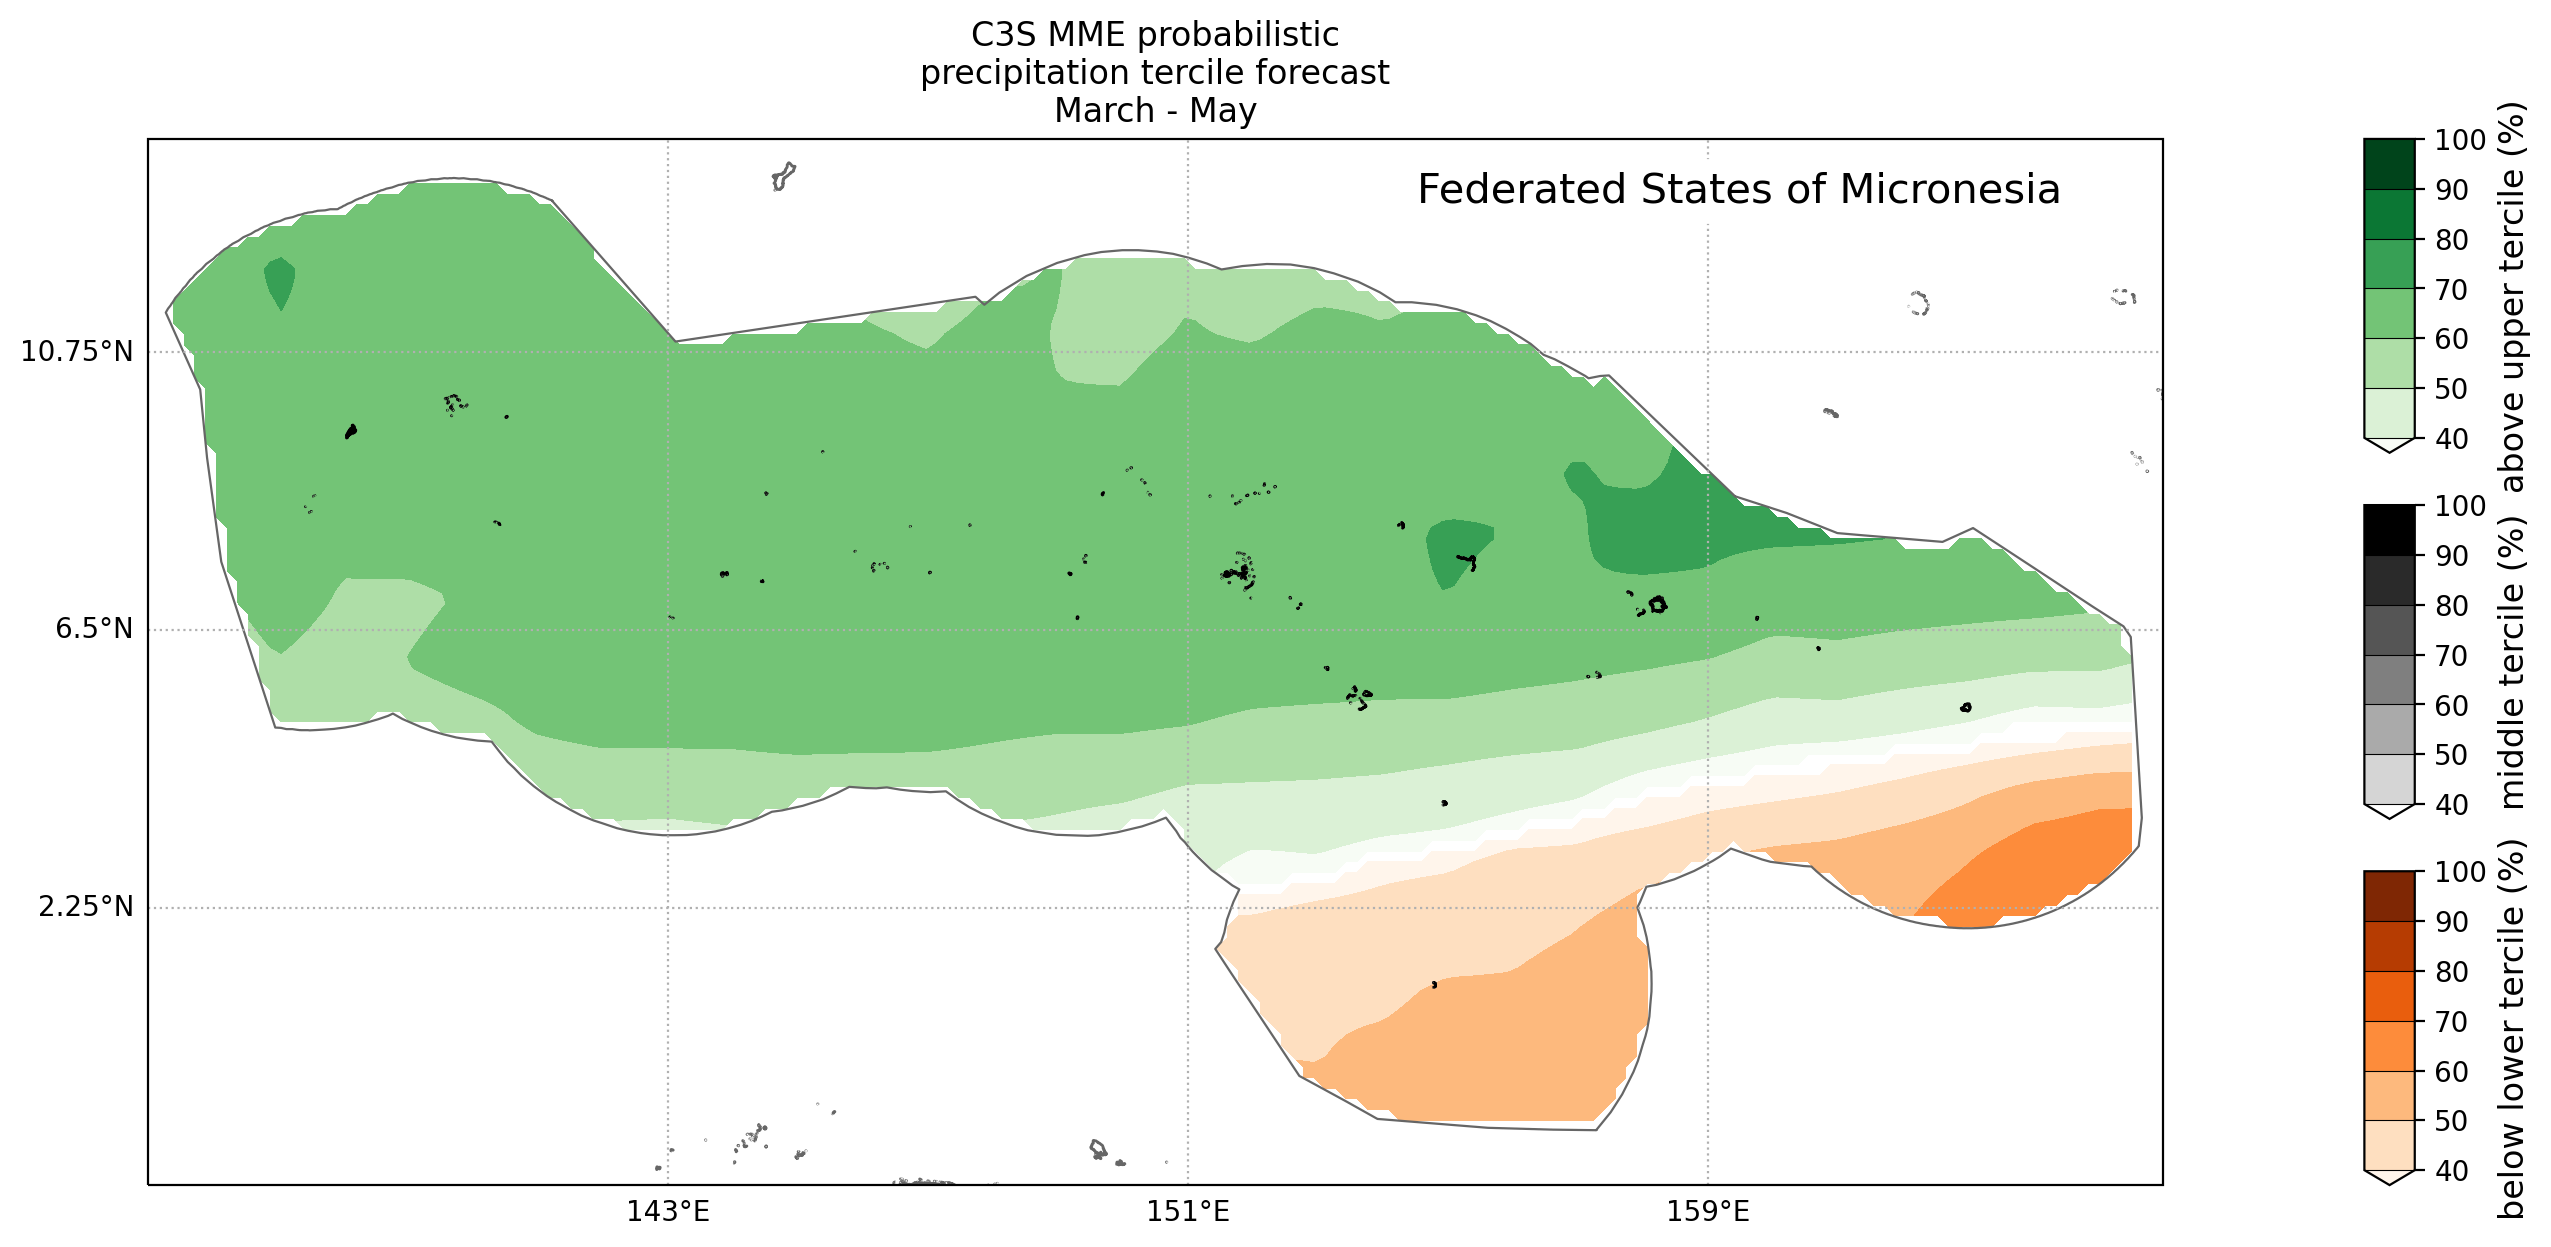 C3S MME probabilistic
precipitation tercile forecast
March - May
Federated States of Micronesia
10.75°N
6.5°N
2.25°N
143°E
151°E
159°E
100
90
80
70
60
50
40
above upper tercile (%)
100
90
80
70
60
50
40
middle tercile (%)
100
90
80
70
60
50
40
below lower tercile (%)